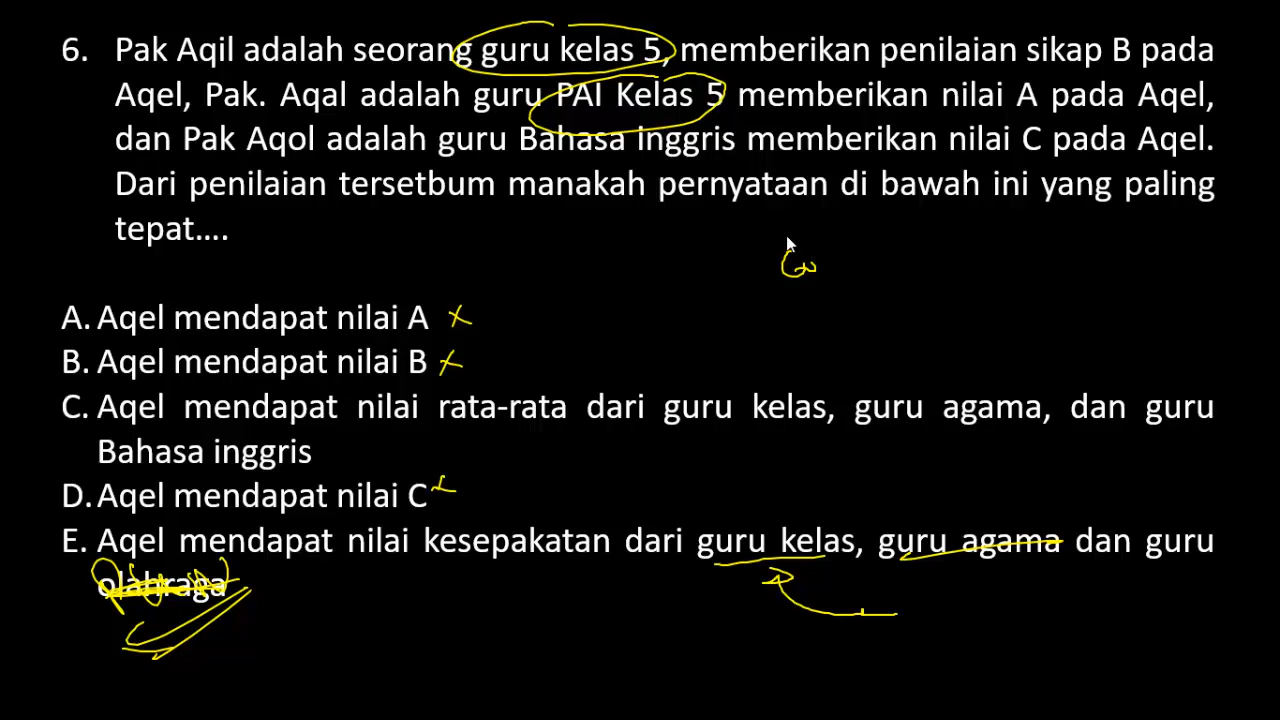 6. Pak Aqil adalah seorang guru kelas 5, memberikan penilaian sikap B pada
Aqel, Pak. Aqal adalah guru PAI Kelas 5 memberikan nilai A pada Aqel,
dan Pak Aqol adalah guru Bahasa inggris memberikan nilai C pada Aqel.
Dari penilaian tersetbum manakah pernyataan di bawah ini yang paling
tepat....
A. Aqel mendapat nilai A
B. Aqel mendapat nilai B
C. Aqel mendapat nilai rata-rata dari guru kelas, guru agama, dan guru
Bahasa inggris
D. Aqel mendapat nilai C
E. Aqel mendapat nilai kesepakatan dari guru kelas, guru agama dan guru
olahraga